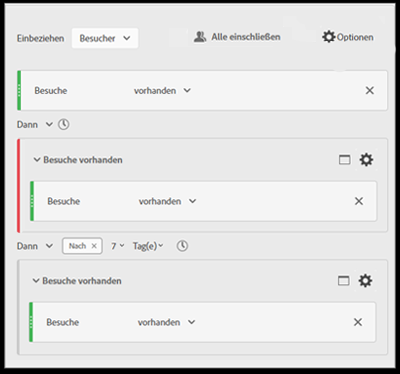 Einbeziehen Besucher Alle einschließen Optionen
Besuche vorhanden
Dann
Besuche vorhanden
Besuche vorhanden
Dann Nach 7 Tag(e)
Besuche vorhanden
Besuche vorhanden